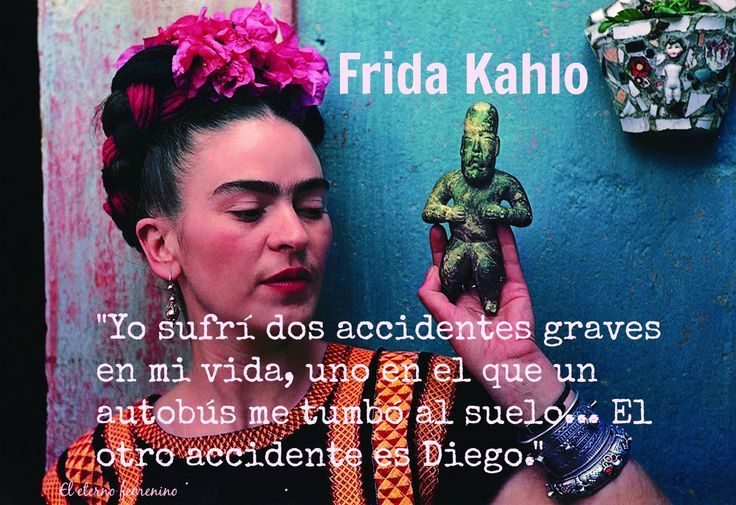 Frida Kahlo
"Yo sufrí dos accidentes graves
en mi vida, uno en el que un
autobús me tumbó al suelo... El
otro accidente es Diego."
El eterno femenino